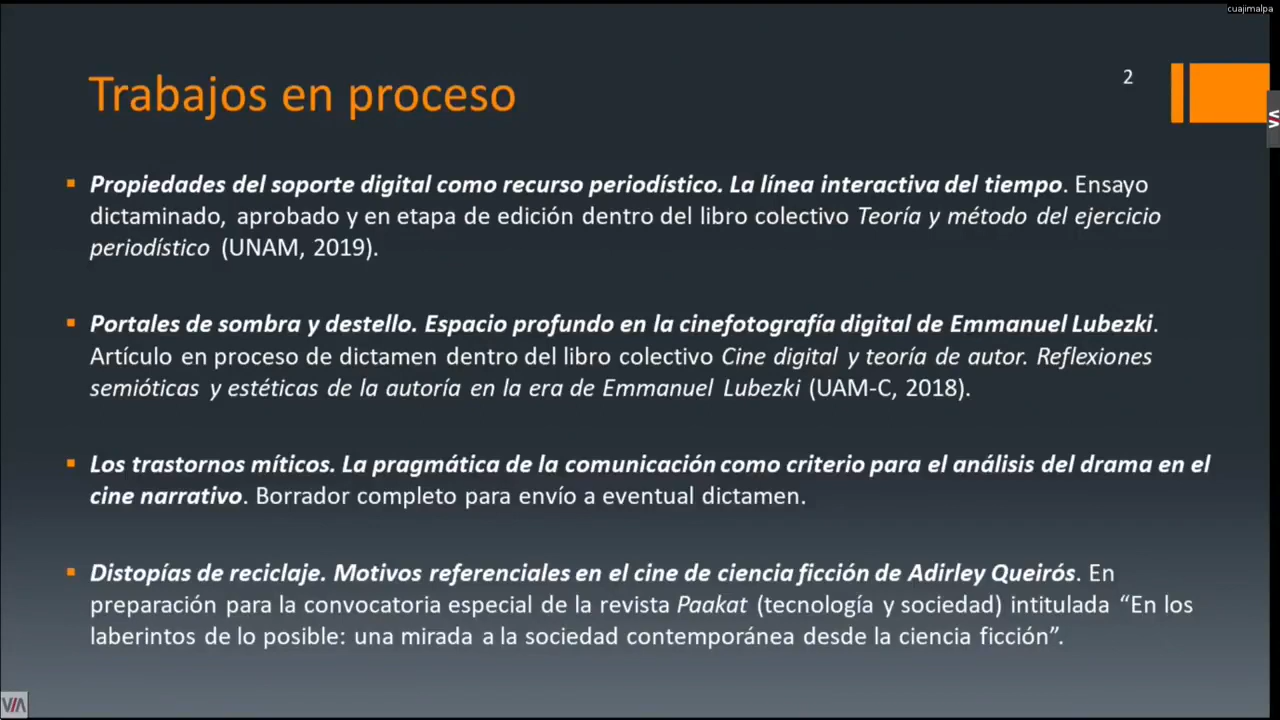 cuajimalpa
2
Trabajos en proceso
Propiedades del soporte digital como recurso periodístico. La línea interactiva del tiempo. Ensayo
dictaminado, aprobado y en etapa de edición dentro del libro colectivo Teoría y método del ejercicio
periodístico (UNAM, 2019).
Portales de sombra y destello. Espacio profundo en la cinefotografía digital de Emmanuel Lubezki.
Artículo en proceso de dictamen dentro del libro colectivo Cine digital y teoría de autor. Reflexiones
semióticas y estéticas de la autoría en la era de Emmanuel Lubezki (UAM-C, 2018).
Los trastornos míticos. La pragmática de la comunicación como criterio para el análisis del drama en el
cine narrativo. Borrador completo para envío a eventual dictamen.
Distopías de reciclaje. Motivos referenciales en el cine de ciencia ficción de Adirley Queirós. En
preparación para la convocatoria especial de la revista Paakat (tecnología y sociedad) intitulada “En los
laberintos de lo posible: una mirada a la sociedad contemporánea desde la ciencia ficción”.
VIA